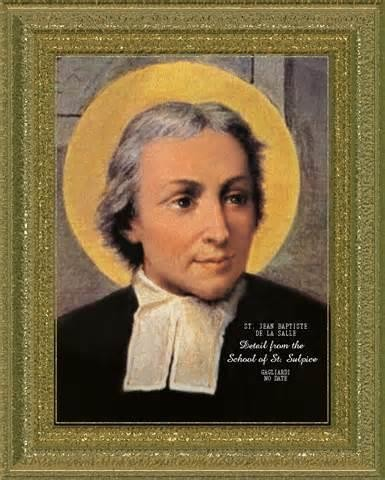 ST. JEAN BAPTISTE
DE LA SALLE
Detail from the
School of St. Sulpice
GAGLIARDI
NO DATE